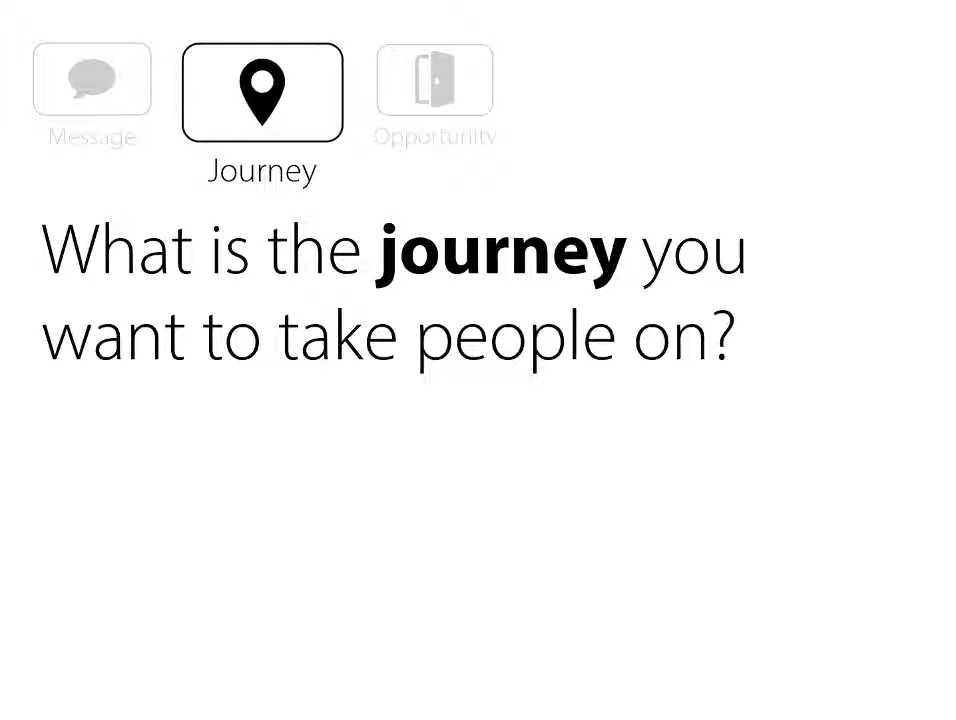 Message
Opportunity
Journey
What is the journey you
want to take people on?